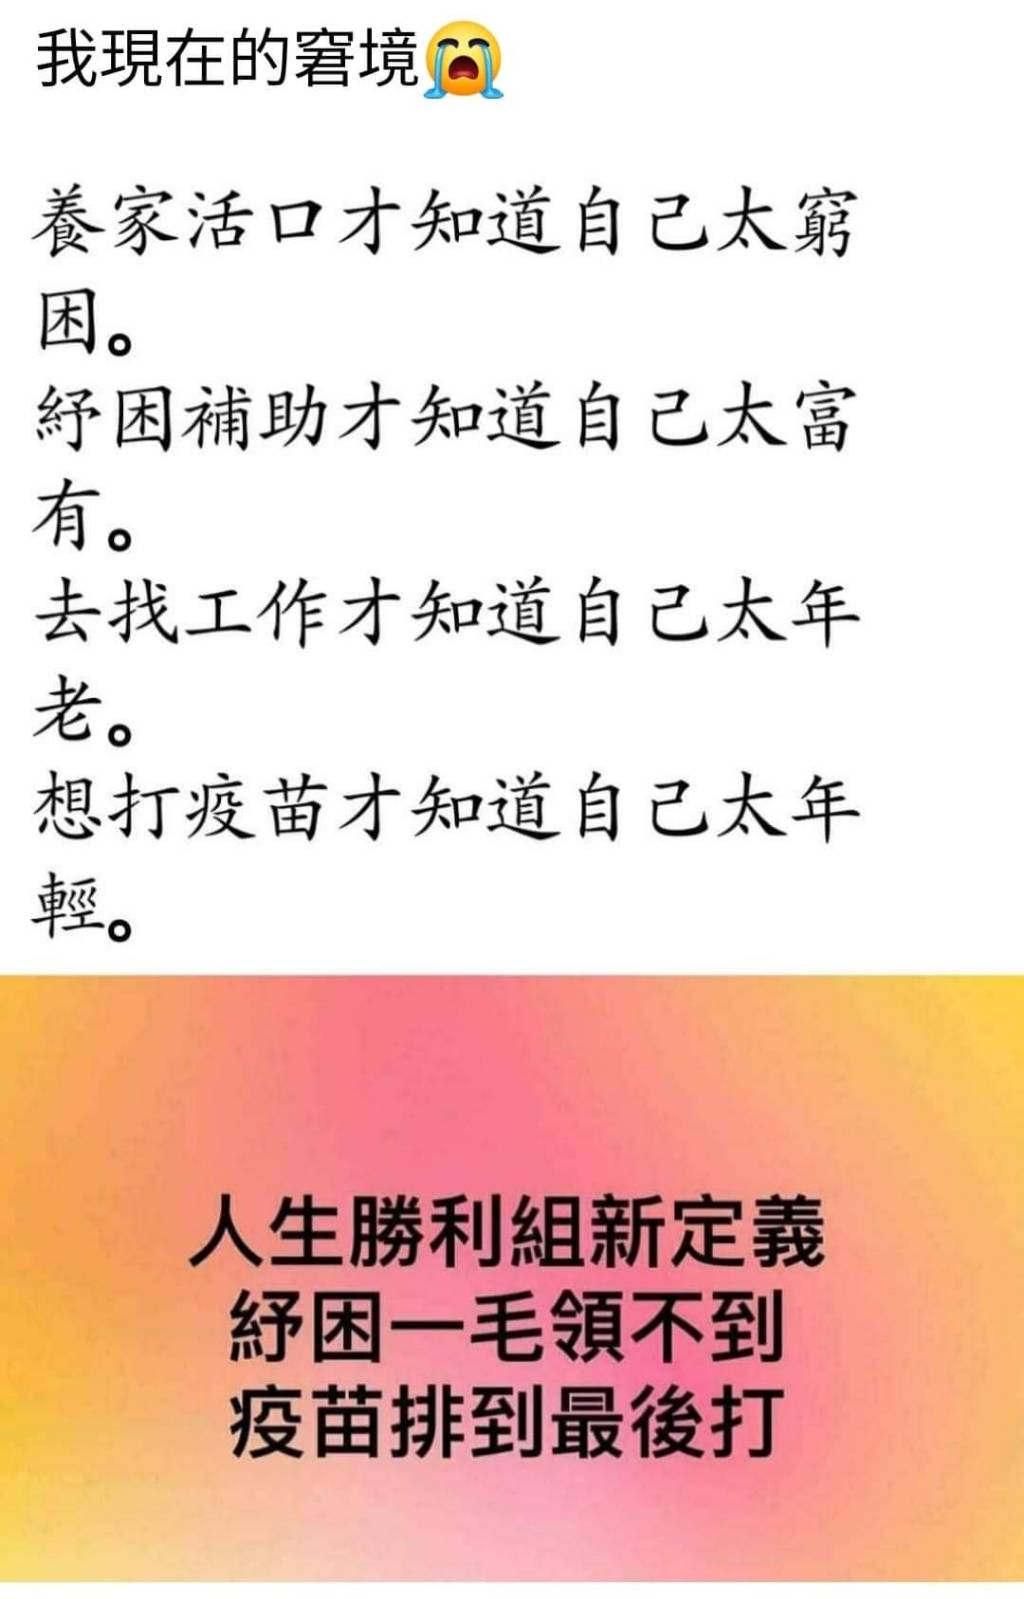 我現在的窘境😭
養家活口才知道自己太窮
困。
紓困補助才知道自己太富
有。
去找工作才知道自己太年
老。
想打疫苗才知道自己太年
輕。
人生勝利組新定義
紓困一毛領不到
疫苗排到最後打